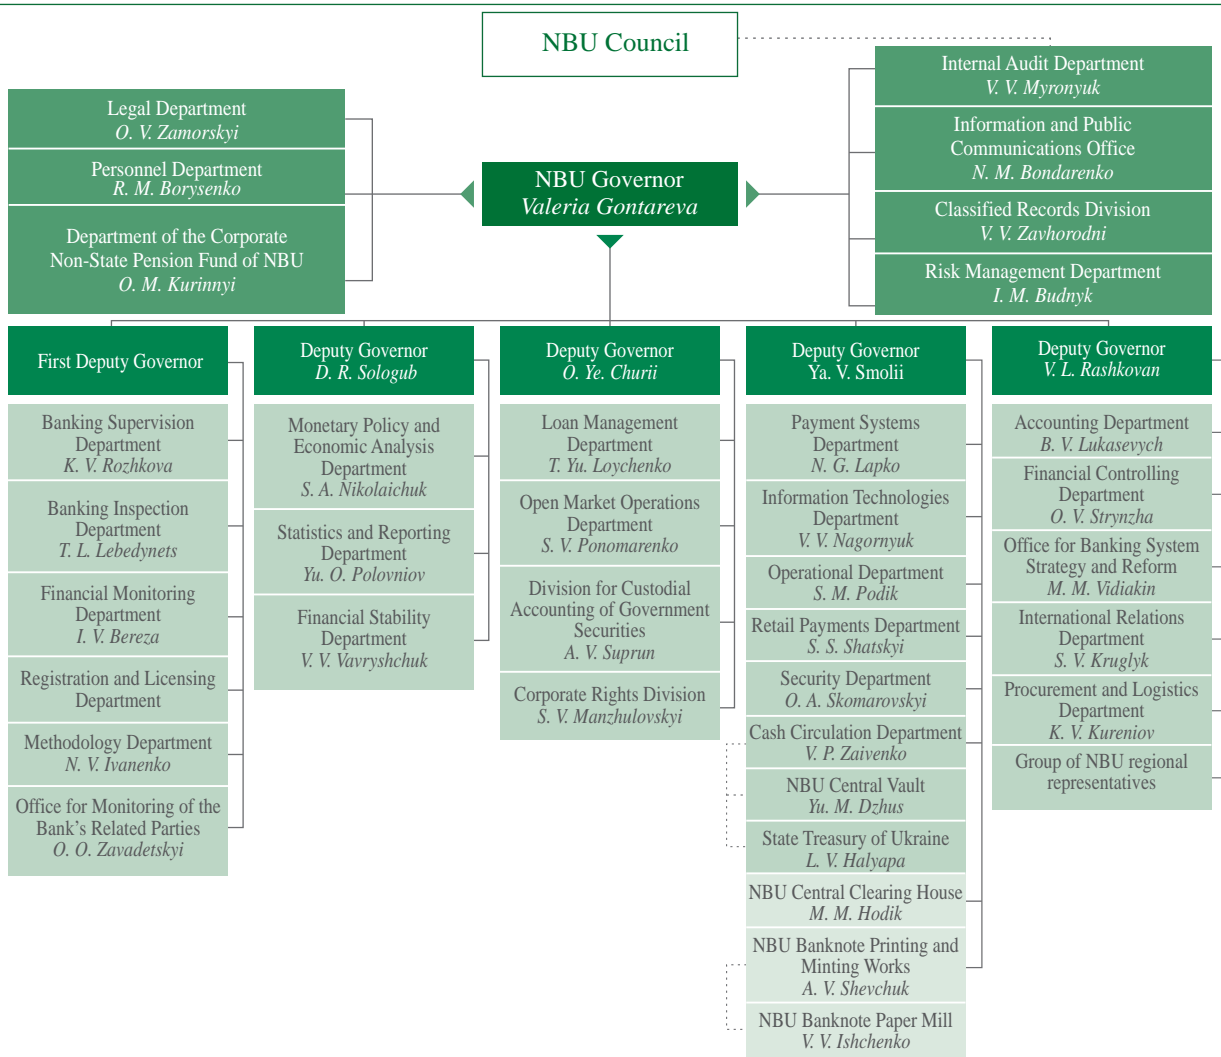 NBU Council
Legal Department
O. V. Zamorskyi
Personnel Department
R. M. Borysenko
Department of the Corporate
Non-State Pension Fund of NBU
O. M. Kurinnyi
NBU Governor
Valeria Gontareva
Internal Audit Department
V. V. Myronyuk
Information and Public
Communications Office
N. M. Bondarenko
Classified Records Division
V. V. Zavhorodni
Risk Management Department
I. M. Budnyk
First Deputy Governor
Banking Supervision
Department
K. V. Rozhkova
Banking Inspection
Department
T. L. Lebedynets
Financial Monitoring
Department
I. V. Bereza
Registration and Licensing
Department
Methodology Department
N. V. Ivanenko
Office for Monitoring of the
Bank's Related Parties
O. O. Zavadetskyi
Deputy Governor
D. R. Sologub
Monetary Policy and
Economic Analysis
Department
S. A. Nikolaichuk
Statistics and Reporting
Department
Yu. O. Polovniov
Financial Stability
Department
V. V. Vavryshchuk
Deputy Governor
O. Ye. Churii
Loan Management
Department
T. Yu. Loychenko
Open Market Operations
Department
S. V. Ponomarenko
Division for Custodial
Accounting of Government
Securities
A. V. Suprun
Corporate Rights Division
S. V. Manzhulovskyi
Deputy Governor
Ya. V. Smolii
Payment Systems
Department
N. G. Lapko
Information Technologies
Department
V. V. Nagornyuk
Operational Department
S. M. Podik
Retail Payments Department
S. S. Shatskyi
Security Department
O. A. Skomarovskyi
Cash Circulation Department
V. P. Zaivenko
NBU Central Vault
Yu. M. Dzhus
State Treasury of Ukraine
L. V. Halyapa
NBU Central Clearing House
M. M. Hodik
NBU Banknote Printing and
Minting Works
A. V. Shevchuk
NBU Banknote Paper Mill
V. V. Ishchenko
Deputy Governor
V. L. Rashkovan
Accounting Department
B. V. Lukasevych
Financial Controlling
Department
O. V. Strynzha
Office for Banking System
Strategy and Reform
M. M. Vidiakin
International Relations
Department
S. V. Kruglyk
Procurement and Logistics
Department
K. V. Kureniov
Group of NBU regional
representatives